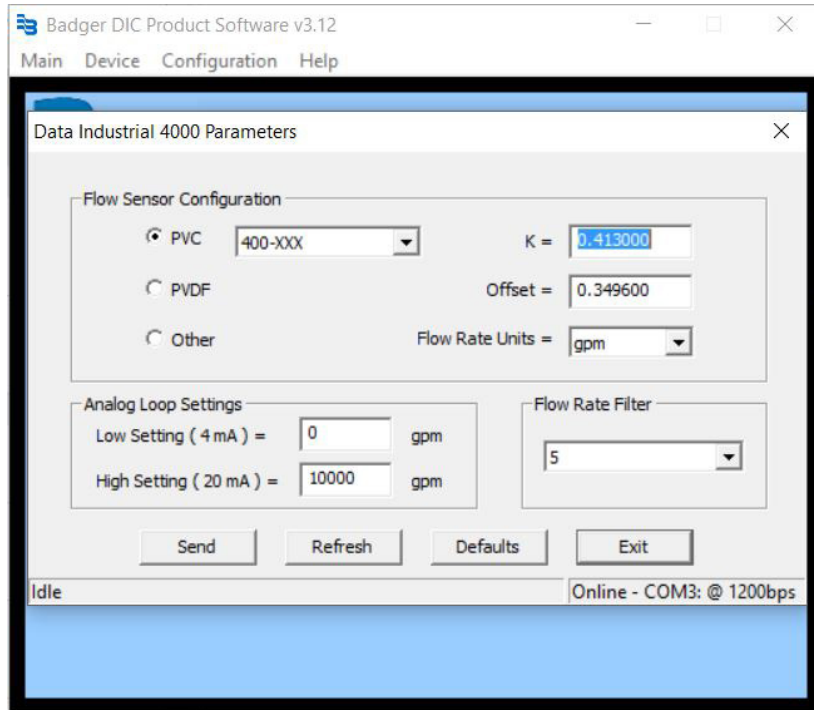 Badger DIC Product Software v3.12
Main Device Configuration Help
Data Industrial 4000 Parameters
Flow Sensor Configuration
PVC 400-XXX K = 0.413000
PVDF Offset = 0.349600
Other Flow Rate Units = gpm
Analog Loop Settings Flow Rate Filter
Low Setting ( 4 mA ) = 0 gpm
5
High Setting ( 20 mA ) = 10000 gpm
Send Refresh Defaults Exit
Idle Online - COM3: @ 1200bps